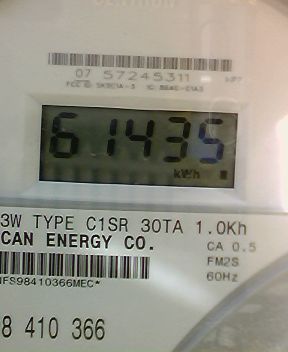 07 57245311
61435
kWh
3W TYPE C1SR 30TA 1.0Kh
CAN ENERGY CO.
CA 0.5
FM2S
60Hz
NFS98410366MEC*
8 410 366